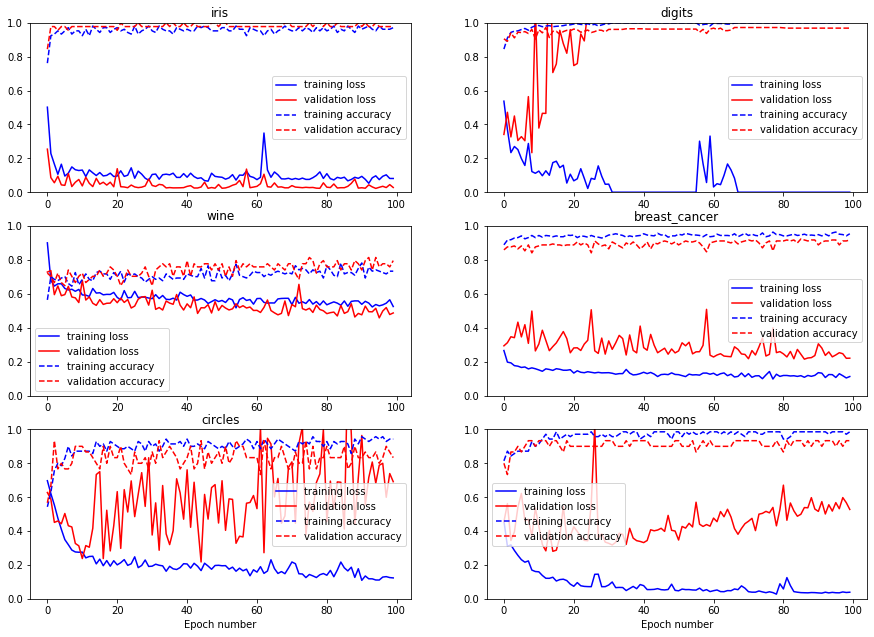 iris
1.0
0.8
0.6
0.4
0.2
0.0
0 20 40 60 80 100
training loss
validation loss
training accuracy
validation accuracy
digits
1.0
0.8
0.6
0.4
0.2
0.0
0 20 40 60 80 100
training loss
validation loss
training accuracy
validation accuracy
wine
1.0
0.8
0.6
0.4
0.2
0.0
0 20 40 60 80 100
training loss
validation loss
training accuracy
validation accuracy
breast_cancer
1.0
0.8
0.6
0.4
0.2
0.0
0 20 40 60 80 100
training loss
validation loss
training accuracy
validation accuracy
circles
1.0
0.8
0.6
0.4
0.2
0.0
0 20 40 60 80 100
training loss
validation loss
training accuracy
validation accuracy
Epoch number
moons
1.0
0.8
0.6
0.4
0.2
0.0
0 20 40 60 80 100
training loss
validation loss
training accuracy
validation accuracy
Epoch number